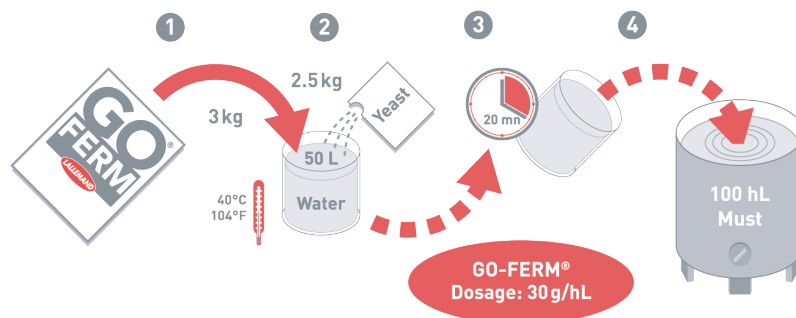 1
2
3
4
GO
FERM®
LALLEMAND
3 kg
2.5 kg
Yeast
50 L
Water
40°C
104°F
20 mn
100 hL
Must
GO-FERM®
Dosage: 30 g/hL